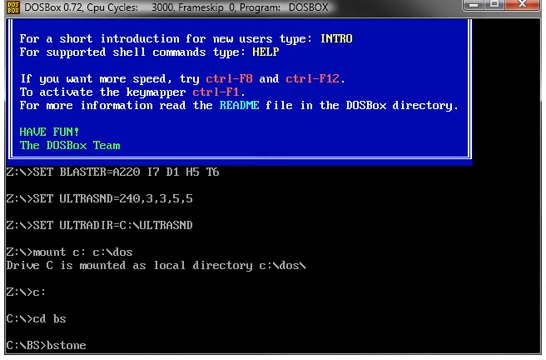 DOSBox 0.72, Cpu Cycles: 3000, Frameskip 0, Program: DOSBOX
For a short introduction for new users type: INTRO
For supported shell commands type: HELP
If you want more speed, try ctrl-F8 and ctrl-F12.
To activate the keymapper ctrl-F1.
For more information read the README file in the DOSBox directory.
HAVE FUN!
The DOSBox Team
Z:\>SET BLASTER=A220 I7 D1 H5 T6
Z:\>SET ULTRASND=240,3,3,5,5
Z:\>SET ULTRADIR=C:\ULTRASND
Z:\>mount c: c:\dos
Drive C is mounted as local directory c:\dos\
Z:\>c:
C:\>cd bs
C:\BS>bstone